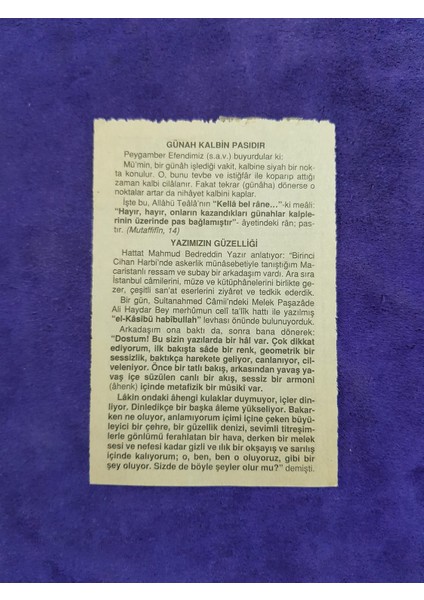 GÜNAH KALBİN PASIDIR
Peygamber Efendimiz (s.a.v.) buyurdular ki:
Mü'min, bir günah işlediği vakit, kalbine siyah bir nok-
ta konulur. O, bunu tevbe ve istiğfâr ile koparıp attığı
zaman kalbi cilâlanır. Fakat tekrar (günaha) dönerse o
noktalar artar da nihâyet kalbini kaplar.
İşte bu, Allâhü Teâlâ'nın "Kellâ bel râne..."-ki meâli:
"Hayır, hayır, onların kazandıkları günahlar kalple-
rinin üzerinde pas bağlamıştır"- âyetindeki rân; pas-
tır. (Mutaffifîn, 14)
YAZIMIZIN GÜZELLİĞİ
Hattat Mahmud Bedreddin Yazır anlatıyor: "Birinci
Cihan Harbi'nde askerlik münâsebetiyle tanıştığım Ma-
caristanlı ressam ve subay bir arkadaşım vardı. Ara sıra
İstanbul câmilerini, müze ve kütüphânelerini birlikte ge-
zer, çeşitli san'at eserlerini ziyâret ve tedkik ederdik.
Bir gün, Sultanahmed Câmii'ndeki Melek Paşazâde
Ali Haydar Bey merhûmun celî ta'lîk hattı ile yazılmış
"el-Kâsibü habîbullah" levhası önünde bulunuyorduk.
Arkadaşım ona baktı da, sonra bana dönerek:
"Dostum! Bu sizin yazılarda bir hâl var. Çok dikkat
ediyorum, ilk bakışta sâde bir renk, geometrik bir
sessizlik, baktıkça harekete geliyor, canlanıyor, cil-
veleniyor. Önce bir tatlı bakış, arkasından yavaş ya-
vaş içe süzülen canlı bir akış, sessiz bir armoni
(âhenk) içinde metafizik bir mûsikî var.
Lâkin ondaki âhengi kulaklar duymuyor, içler din-
liyor. Dinledikçe bir başka âleme yükseliyor. Bakar-
ken ne oluyor, anlamıyorum içimi içine çeken büyü-
leyici bir çehre, bir güzellik denizi, sevimli titreşim-
lerle gönlümü ferahlatan bir hava, derken bir melek
sesi ve nefesi kadar gizli ve ılık bir okşayış ve sarılış
içinde kalıyorum; o, ben, ben o oluyoruz, gibi bir
şey oluyor. Sizde de böyle şeyler olur mu?" demişti.